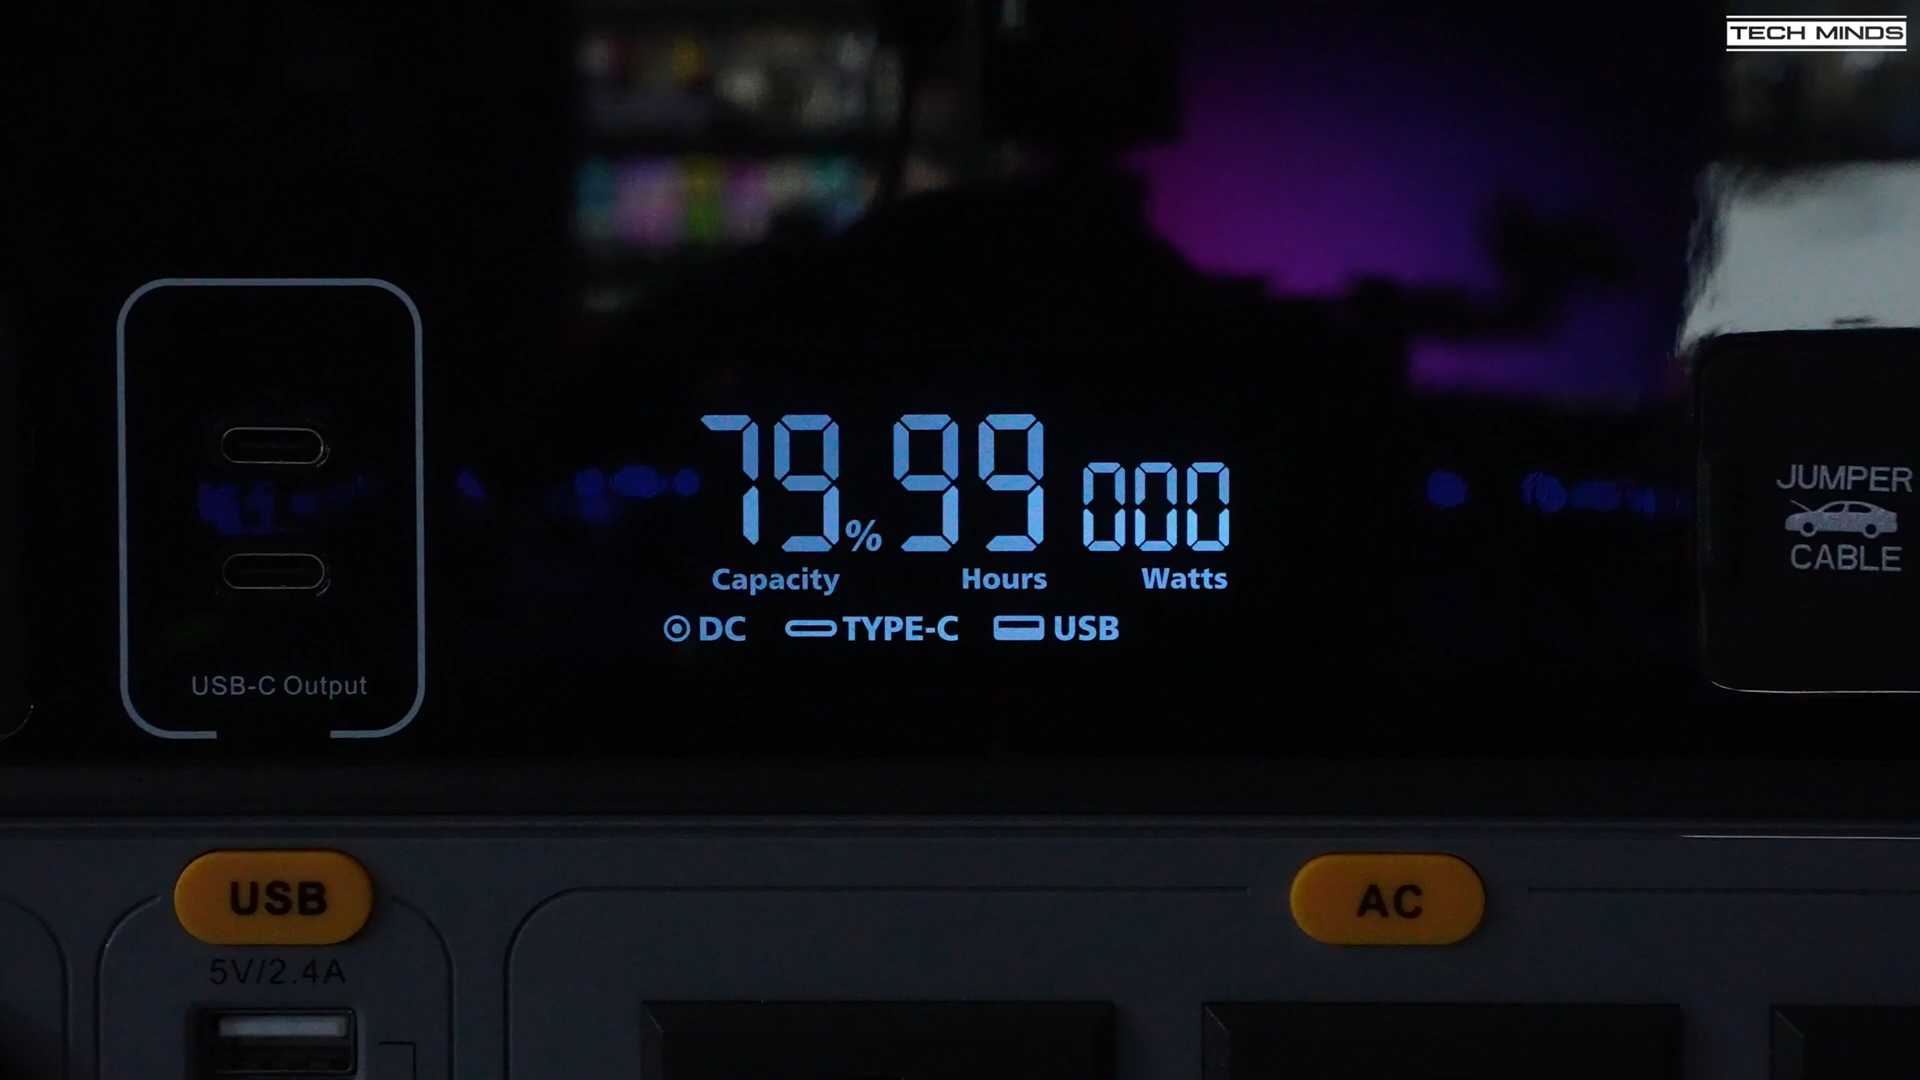 TECH MINDS
79% 99 000
Capacity Hours Watts
DC TYPE-C USB
JUMPER
CABLE
USB-C Output
USB
AC
5V/2.4A